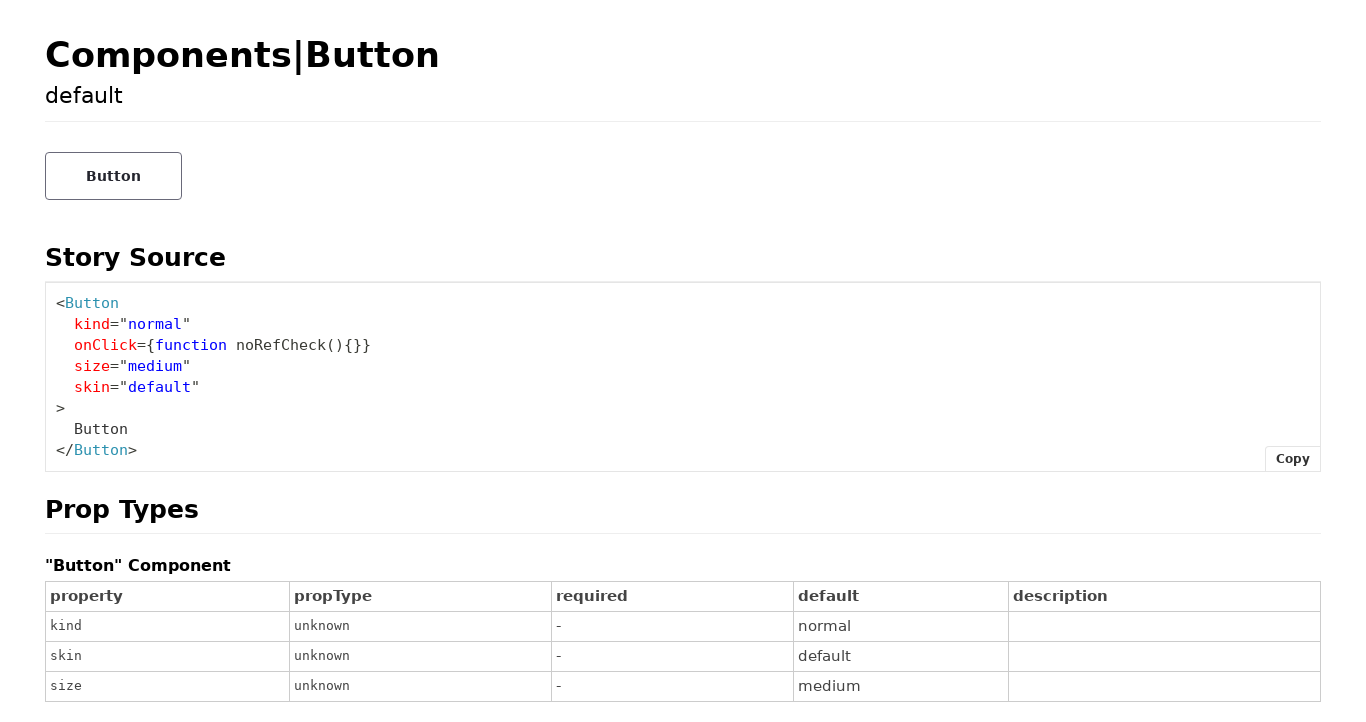 Components|Button
default
Button
Story Source
<Button
  kind="normal"
  onClick={function noRefCheck(){}}
  size="medium"
  skin="default"
>
  Button
</Button>
Copy
Prop Types
"Button" Component
property propType required default description
kind unknown - normal
skin unknown - default
size unknown - medium